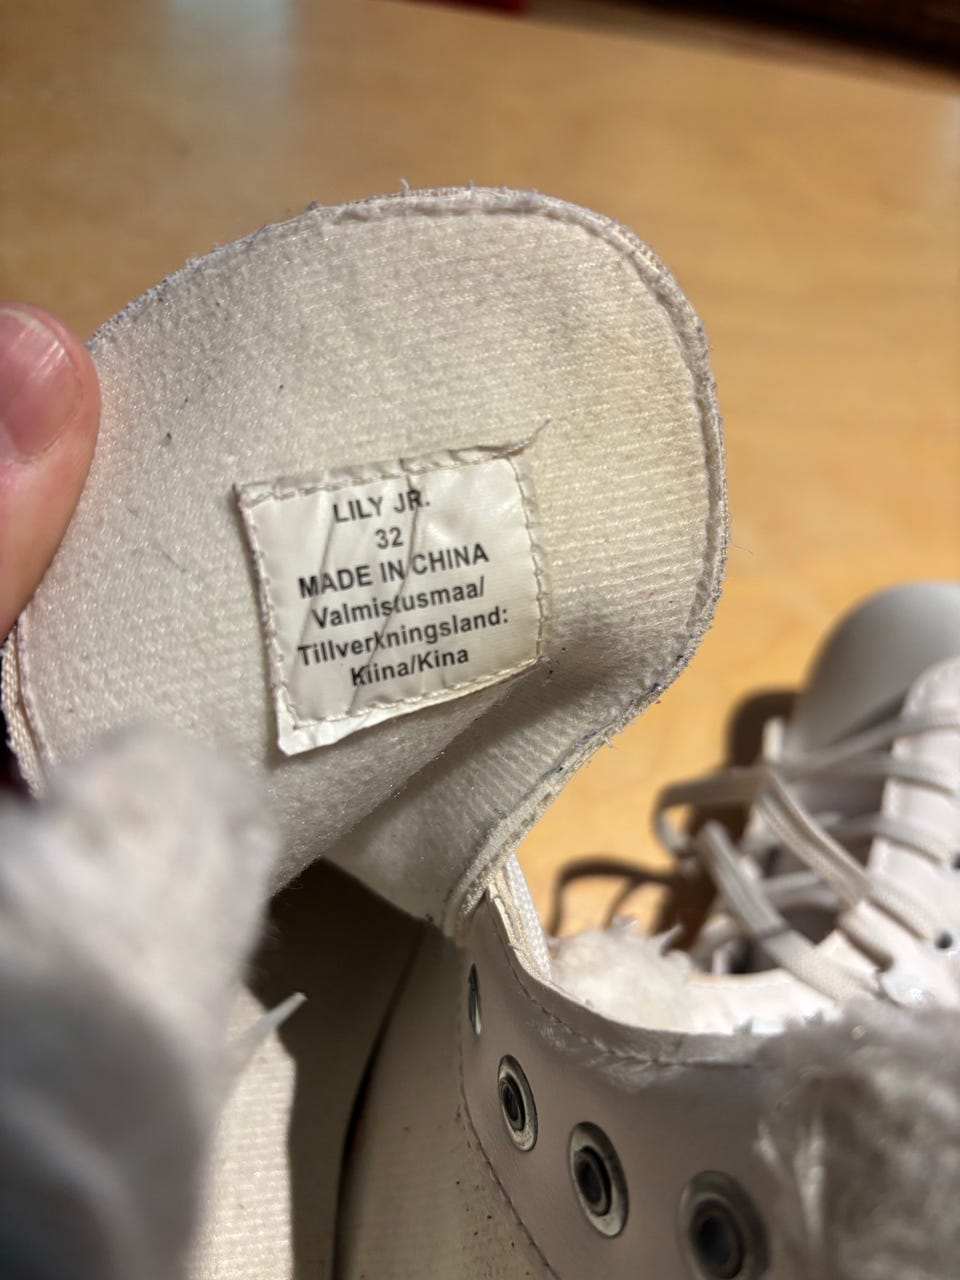 LILY JR.
32
MADE IN CHINA
Valmistusmaa/
Tillverkningsland:
Kiina/Kina